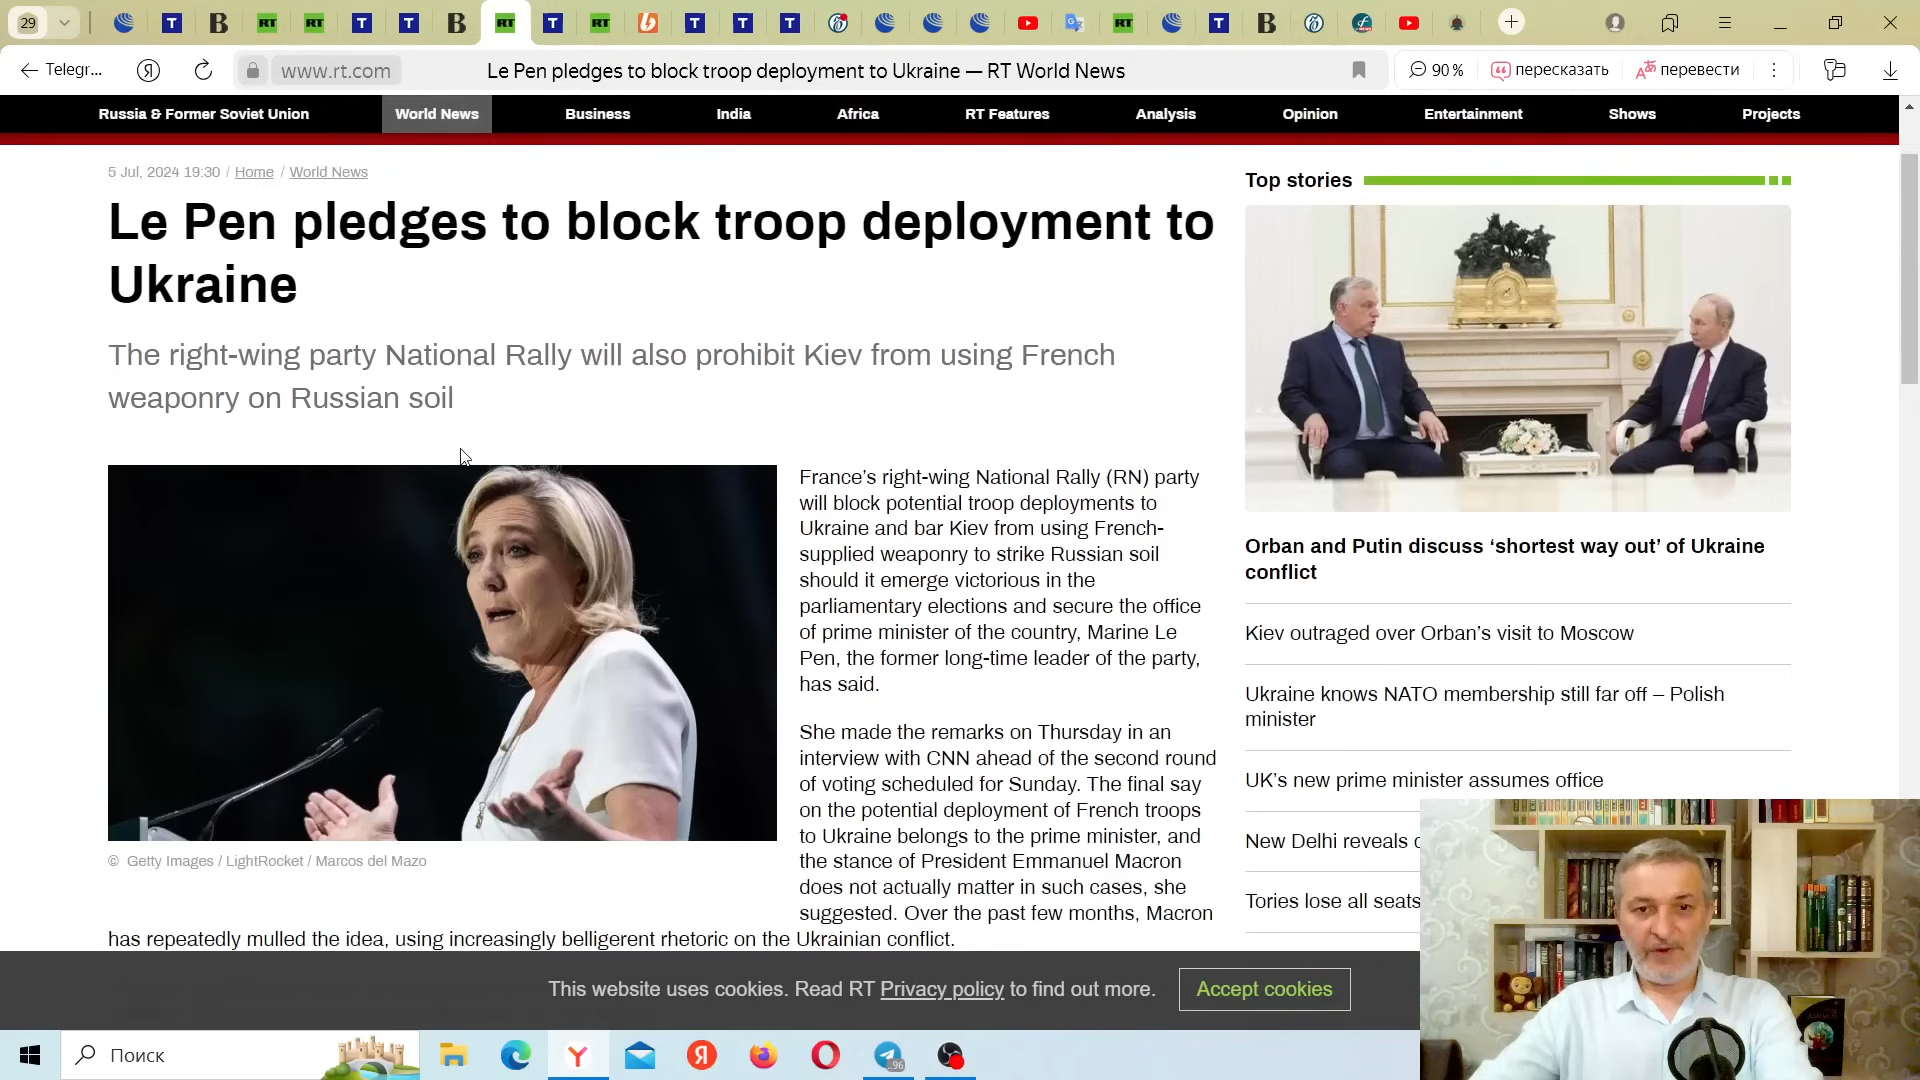 29
T
B
RT
RT
T
T
B
RT
T
RT
T
T
T
RT
T
B
Telegr...
Я
www.rt.com
Le Pen pledges to block troop deployment to Ukraine — RT World News
90 %
пересказать
перевести
Russia & Former Soviet Union
World News
Business
India
Africa
RT Features
Analysis
Opinion
Entertainment
Shows
Projects
5 Jul, 2024 19:30 / Home / World News
Le Pen pledges to block troop deployment to
Ukraine
The right-wing party National Rally will also prohibit Kiev from using French
weaponry on Russian soil
© Getty Images / LightRocket / Marcos del Mazo
France’s right-wing National Rally (RN) party
will block potential troop deployments to
Ukraine and bar Kiev from using French-
supplied weaponry to strike Russian soil
should it emerge victorious in the
parliamentary elections and secure the office
of prime minister of the country, Marine Le
Pen, the former long-time leader of the party,
has said.
She made the remarks on Thursday in an
interview with CNN ahead of the second round
of voting scheduled for Sunday. The final say
on the potential deployment of French troops
to Ukraine belongs to the prime minister, and
the stance of President Emmanuel Macron
does not actually matter in such cases, she
suggested. Over the past few months, Macron
has repeatedly mulled the idea, using increasingly belligerent rhetoric on the Ukrainian conflict.
Top stories
Orban and Putin discuss ‘shortest way out’ of Ukraine
conflict
Kiev outraged over Orban’s visit to Moscow
Ukraine knows NATO membership still far off – Polish
minister
UK’s new prime minister assumes office
New Delhi reveals
Tories lose all seats
This website uses cookies. Read RT Privacy policy to find out more.
Accept cookies
Поиск
Y
Я
..96